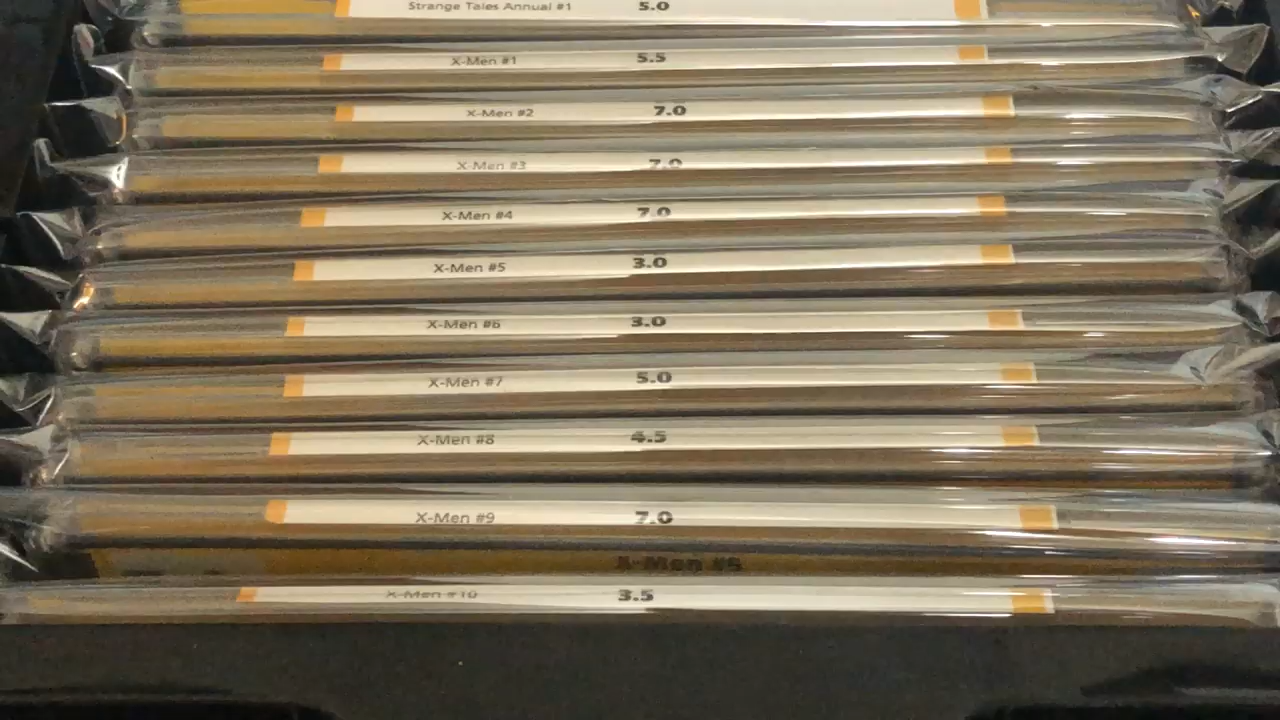 Strange Tales Annual #1 5.0
X-Men #1 5.5
X-Men #2 7.0
X-Men #3 7.0
X-Men #4 7.0
X-Men #5 3.0
X-Men #6 3.0
X-Men #7 5.0
X-Men #8 4.5
X-Men #9 7.0
X-Men #6
X-Men #10 3.5